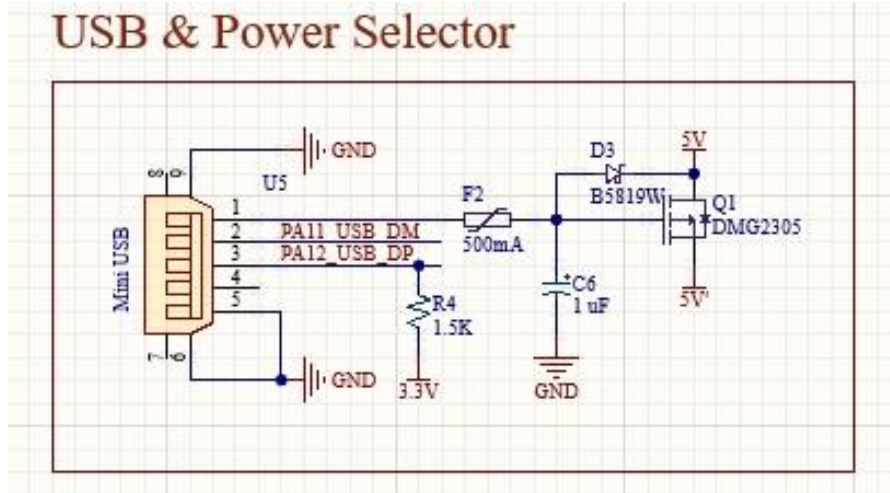 USB & Power Selector
8
9
GND
U5
Mini USB
1
2
3
4
5
PA11_USB_DM
PA12_USB_DP
F2
500mA
D3
B5819W
5V
Q1
DMG2305
5V'
C6
1 uF
GND
R4
1.5K
3.3V
7
6
GND